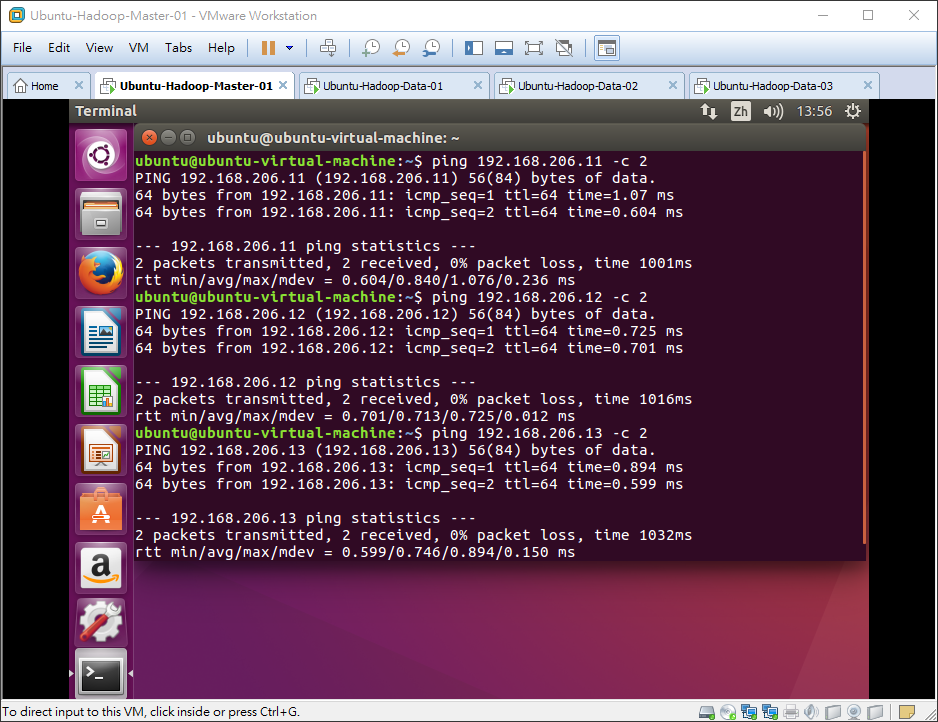 Ubuntu-Hadoop-Master-01 - VMware Workstation
File Edit View VM Tabs Help
Home Ubuntu-Hadoop-Master-01 Ubuntu-Hadoop-Data-01 Ubuntu-Hadoop-Data-02 Ubuntu-Hadoop-Data-03
Terminal Zh 13:56
ubuntu@ubuntu-virtual-machine: ~
ubuntu@ubuntu-virtual-machine:~$ ping 192.168.206.11 -c 2
PING 192.168.206.11 (192.168.206.11) 56(84) bytes of data.
64 bytes from 192.168.206.11: icmp_seq=1 ttl=64 time=1.07 ms
64 bytes from 192.168.206.11: icmp_seq=2 ttl=64 time=0.604 ms
--- 192.168.206.11 ping statistics ---
2 packets transmitted, 2 received, 0% packet loss, time 1001ms
rtt min/avg/max/mdev = 0.604/0.840/1.076/0.236 ms
ubuntu@ubuntu-virtual-machine:~$ ping 192.168.206.12 -c 2
PING 192.168.206.12 (192.168.206.12) 56(84) bytes of data.
64 bytes from 192.168.206.12: icmp_seq=1 ttl=64 time=0.725 ms
64 bytes from 192.168.206.12: icmp_seq=2 ttl=64 time=0.701 ms
--- 192.168.206.12 ping statistics ---
2 packets transmitted, 2 received, 0% packet loss, time 1016ms
rtt min/avg/max/mdev = 0.701/0.713/0.725/0.012 ms
ubuntu@ubuntu-virtual-machine:~$ ping 192.168.206.13 -c 2
PING 192.168.206.13 (192.168.206.13) 56(84) bytes of data.
64 bytes from 192.168.206.13: icmp_seq=1 ttl=64 time=0.894 ms
64 bytes from 192.168.206.13: icmp_seq=2 ttl=64 time=0.599 ms
--- 192.168.206.13 ping statistics ---
2 packets transmitted, 2 received, 0% packet loss, time 1032ms
rtt min/avg/max/mdev = 0.599/0.746/0.894/0.150 ms
To direct input to this VM, click inside or press Ctrl+G.